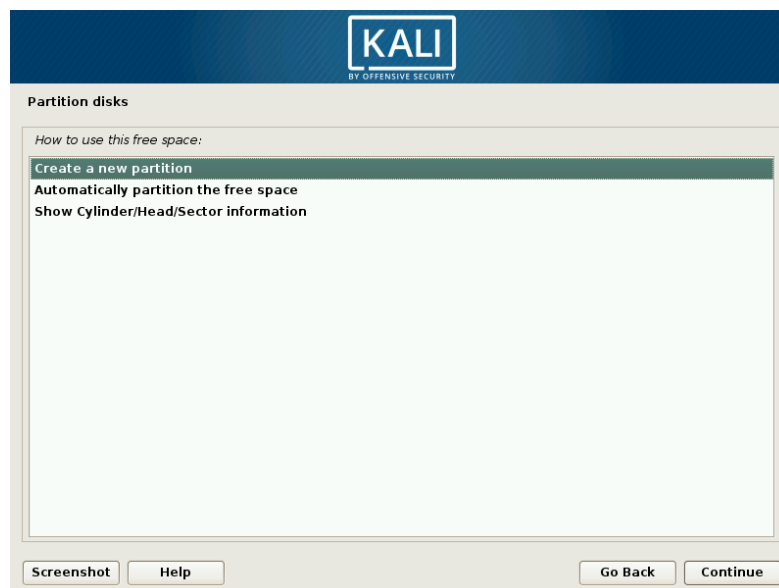 KALI
BY OFFENSIVE SECURITY
Partition disks
How to use this free space:
Create a new partition
Automatically partition the free space
Show Cylinder/Head/Sector information
Screenshot Help Go Back Continue